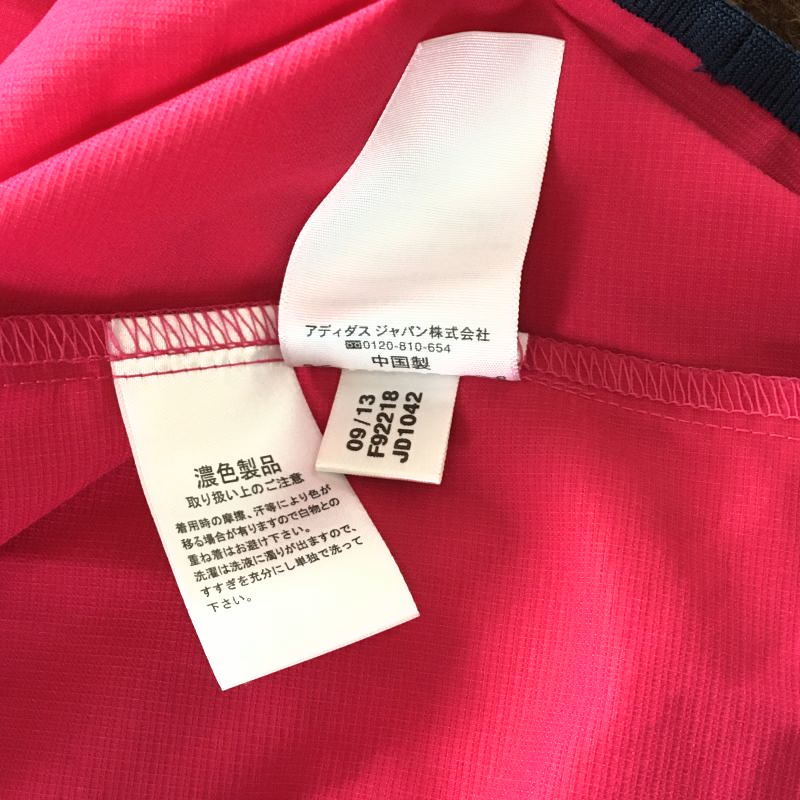 アディダス ジャパン株式会社
0120-810-654
中国製
09/13
F92218
JD1042
濃色製品
取り扱い上のご注意
着用時の摩擦、汗等により色が
移る場合が有りますので白物との
重ね着はお避け下さい。
洗濯は洗液に濁りが出ますので、
すすぎを充分にし単独で洗って
下さい。